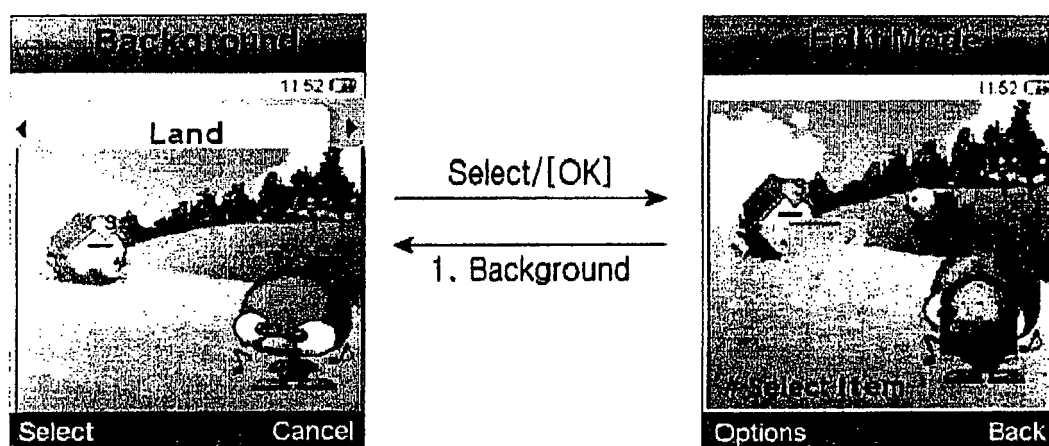 Background
11:52
Land
Select Cancel
Select/[OK]
1. Background
Edit Mode
11:52
Select Item
Options Back